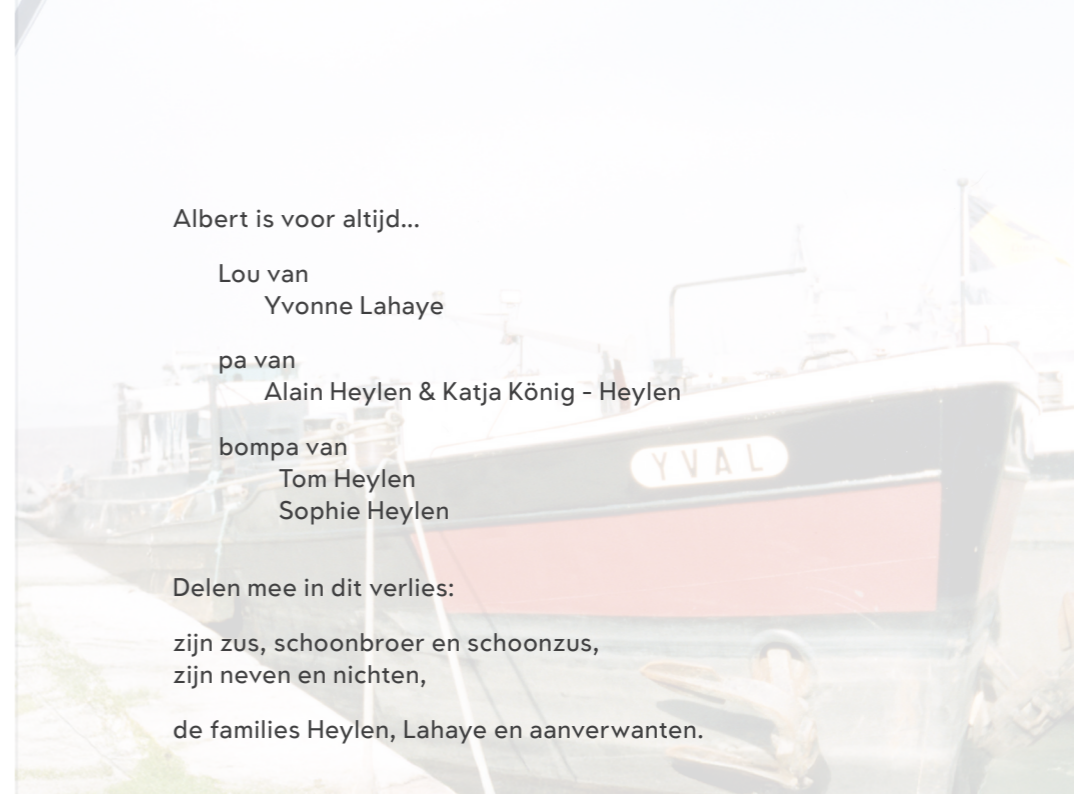 Albert is voor altijd...
Lou van
Yvonne Lahaye
pa van
Alain Heylen & Katja König - Heylen
bompa van
Tom Heylen
Sophie Heylen
YVAL
Delen mee in dit verlies:
zijn zus, schoonbroer en schoonzus,
zijn neven en nichten,
de families Heylen, Lahaye en aanverwanten.